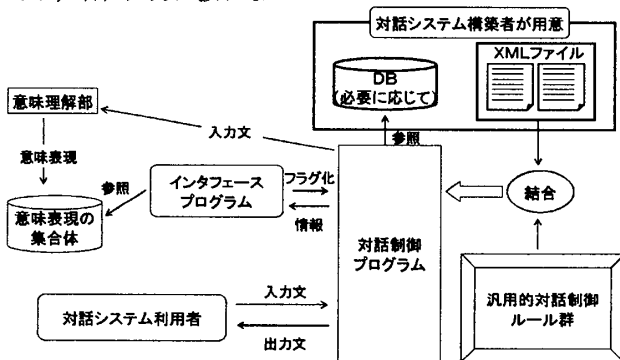 対話システム構築者が用意
XMLファイル
DB
(必要に応じて)
意味理解部
入力文
参照
意味表現
参照
インタフェース
プログラム
フラグ化
情報
結合
意味表現の
集合体
対話制御
プログラム
汎用的対話制御
ルール群
対話システム利用者
入力文
出力文